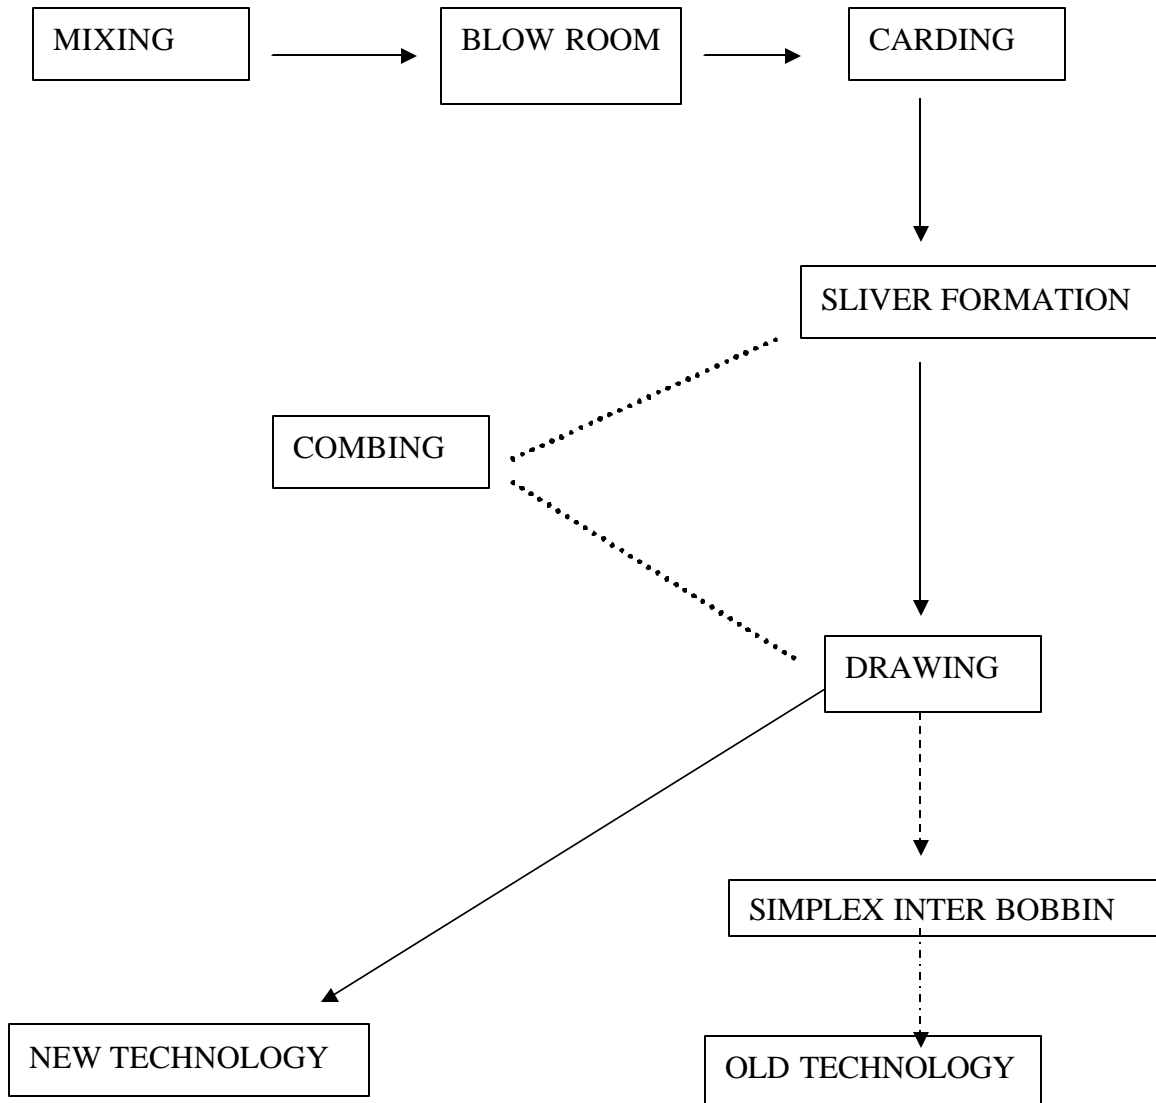 MIXING
BLOW ROOM
CARDING
SLIVER FORMATION
COMBING
DRAWING
SIMPLEX INTER BOBBIN
NEW TECHNOLOGY
OLD TECHNOLOGY